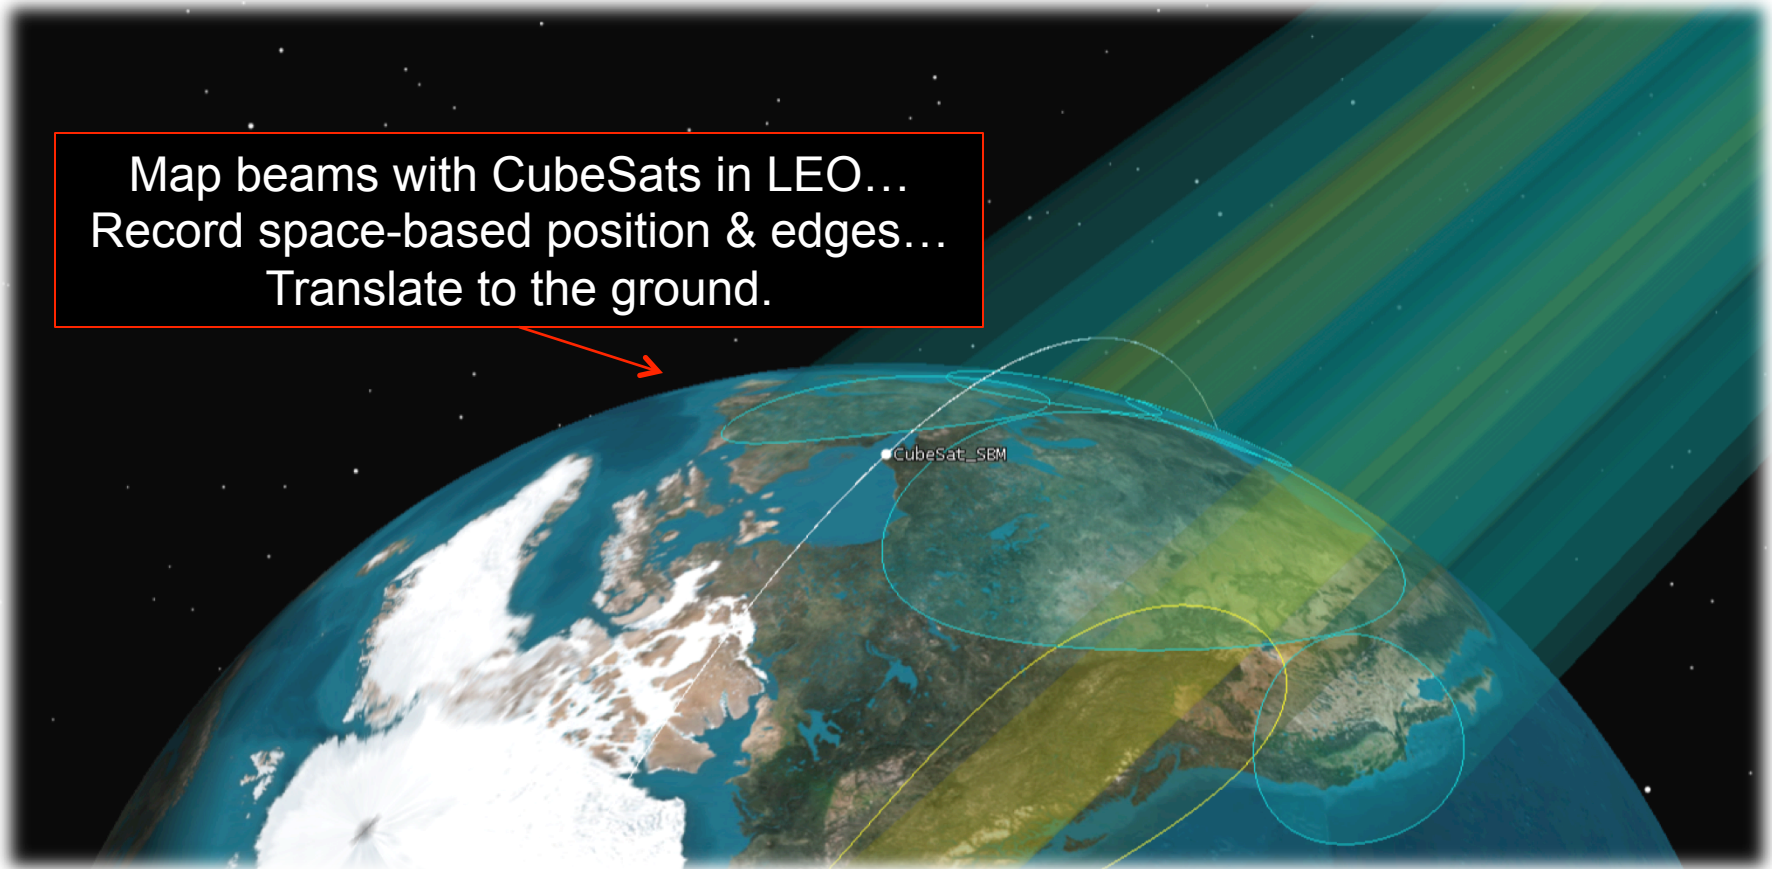 Map beams with CubeSats in LEO…
Record space-based position & edges…
Translate to the ground.
CubeSat_SBM